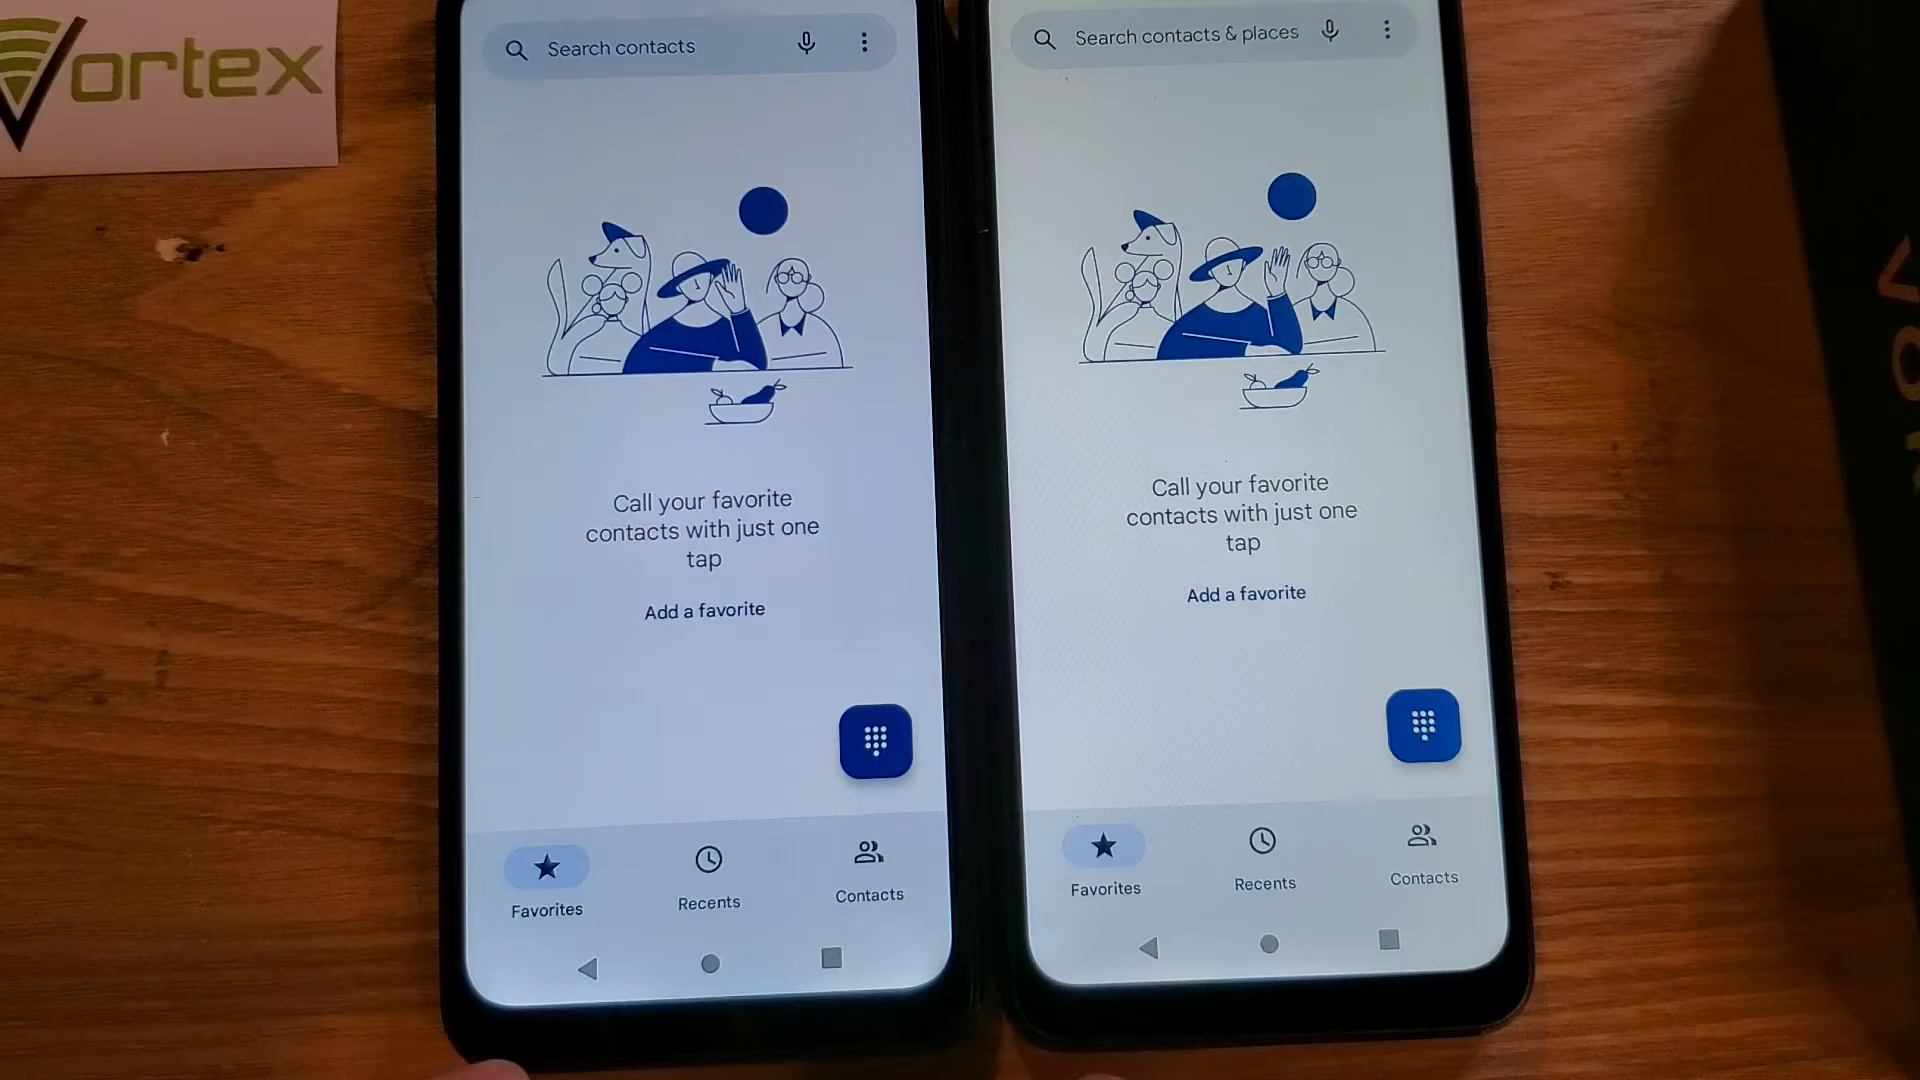 Vortex
Search contacts
Call your favorite
contacts with just one
tap
Add a favorite
Favorites
Recents
Contacts
Search contacts & places
Call your favorite
contacts with just one
tap
Add a favorite
Favorites
Recents
Contacts